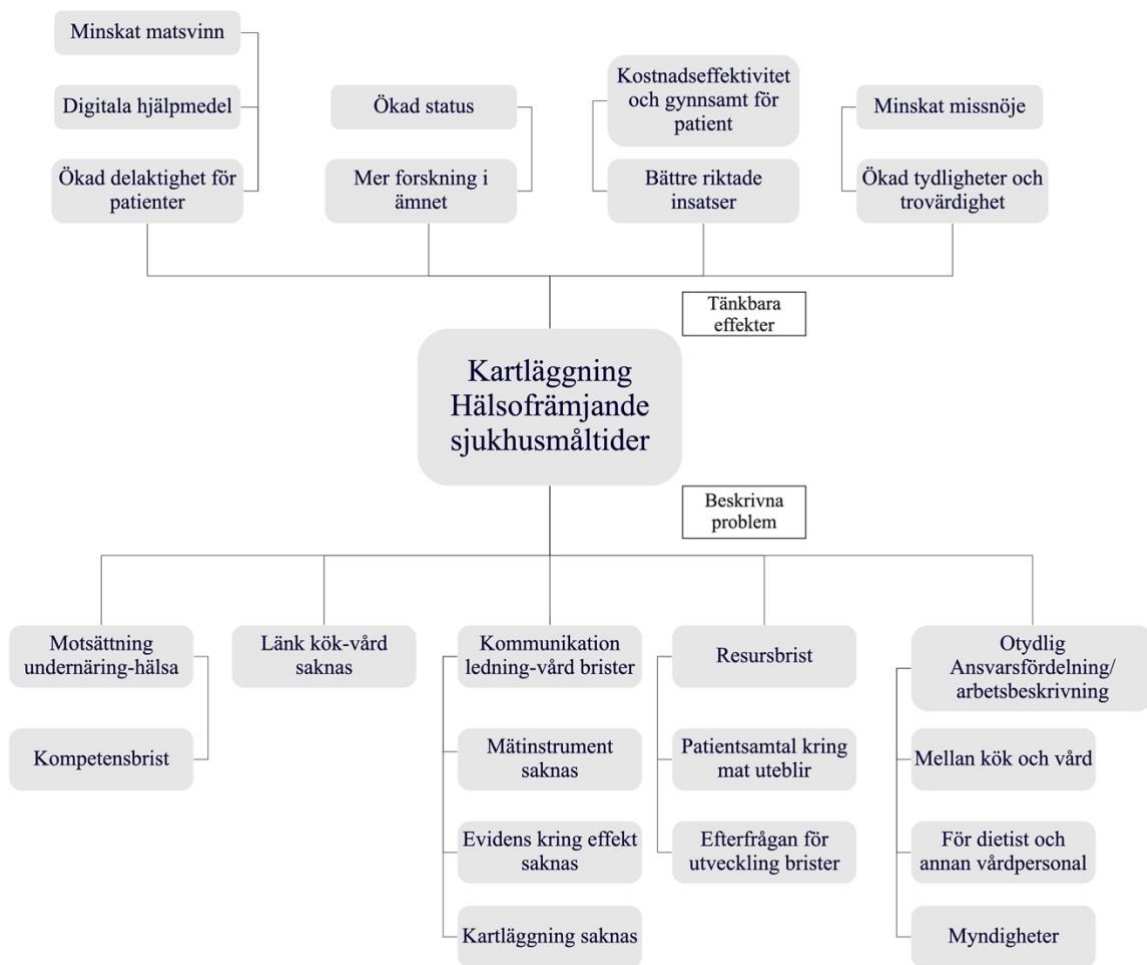 Minskat matsvinn
Digitala hjälpmedel
Ökad delaktighet för
patienter
Ökad status
Mer forskning i
ämnet
Kostnadseffektivitet
och gynnsamt för
patient
Bättre riktade
insatser
Minskat missnöje
Ökad tydligheter och
trovärdighet
Tänkbara
effekter
Kartläggning
Hälsofrämjande
sjukhusmåltider
Beskrivna
problem
Motsättning
undernäring-hälsa
Kompetensbrist
Länk kök-vård
saknas
Kommunikation
ledning-vård brister
Mätinstrument
saknas
Evidens kring effekt
saknas
Kartläggning saknas
Resursbrist
Patientsamtal kring
mat uteblir
Efterfrågan för
utveckling brister
Otydlig
Ansvarsfördelning/
arbetsbeskrivning
Mellan kök och vård
För dietist och
annan vårdpersonal
Myndigheter